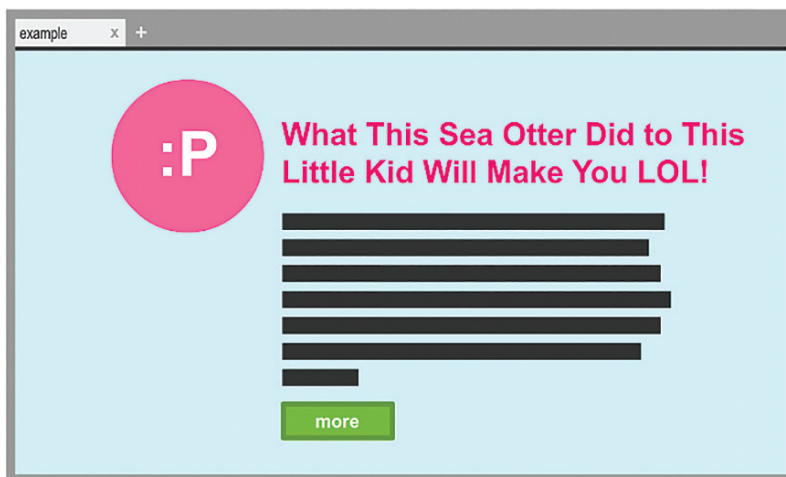 example x +
:P
What This Sea Otter Did to This
Little Kid Will Make You LOL!
more